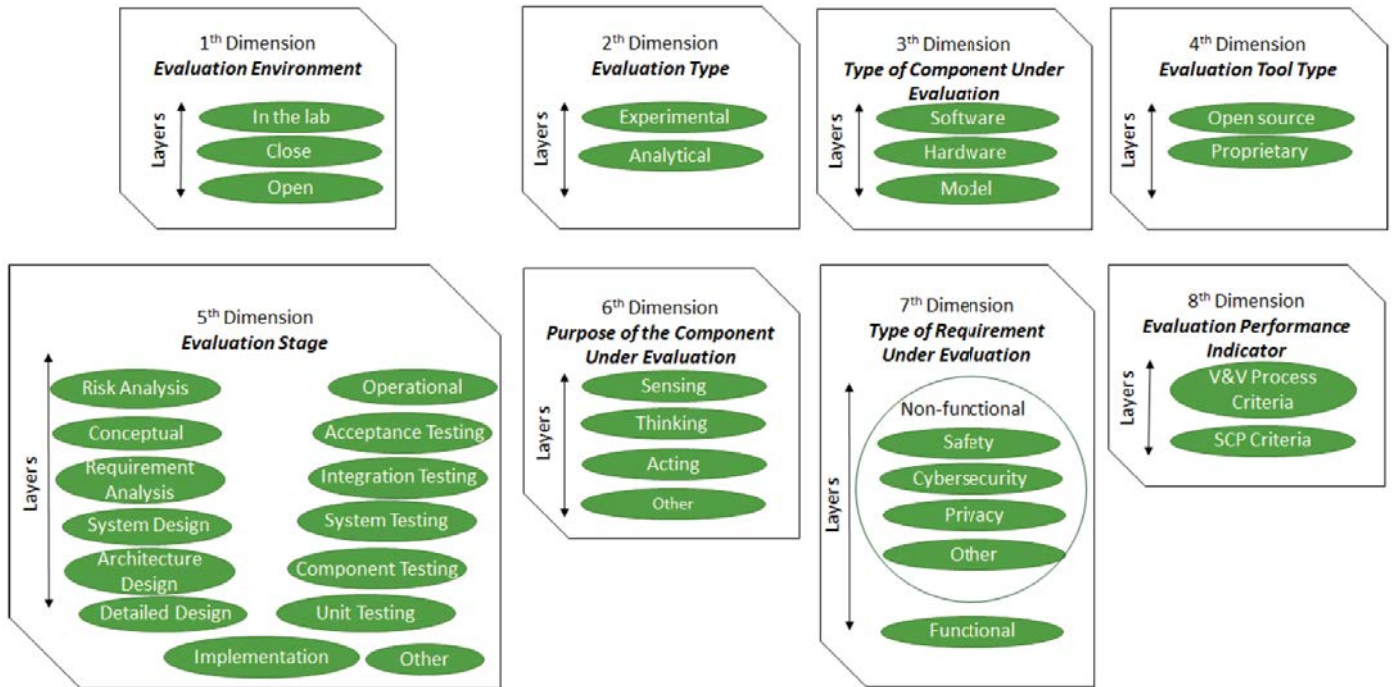 1th Dimension
Evaluation Environment
Layers
In the lab
Close
Open
2th Dimension
Evaluation Type
Layers
Experimental
Analytical
3th Dimension
Type of Component Under
Evaluation
Layers
Software
Hardware
Model
4th Dimension
Evaluation Tool Type
Layers
Open source
Proprietary
5th Dimension
Evaluation Stage
Layers
Risk Analysis
Conceptual
Requirement
Analysis
System Design
Architecture
Design
Detailed Design
Implementation
Operational
Acceptance Testing
Integration Testing
System Testing
Component Testing
Unit Testing
Other
6th Dimension
Purpose of the Component
Under Evaluation
Layers
Sensing
Thinking
Acting
Other
7th Dimension
Type of Requirement
Under Evaluation
Layers
Non-functional
Safety
Cybersecurity
Privacy
Other
Functional
8th Dimension
Evaluation Performance
Indicator
Layers
V&V Process
Criteria
SCP Criteria